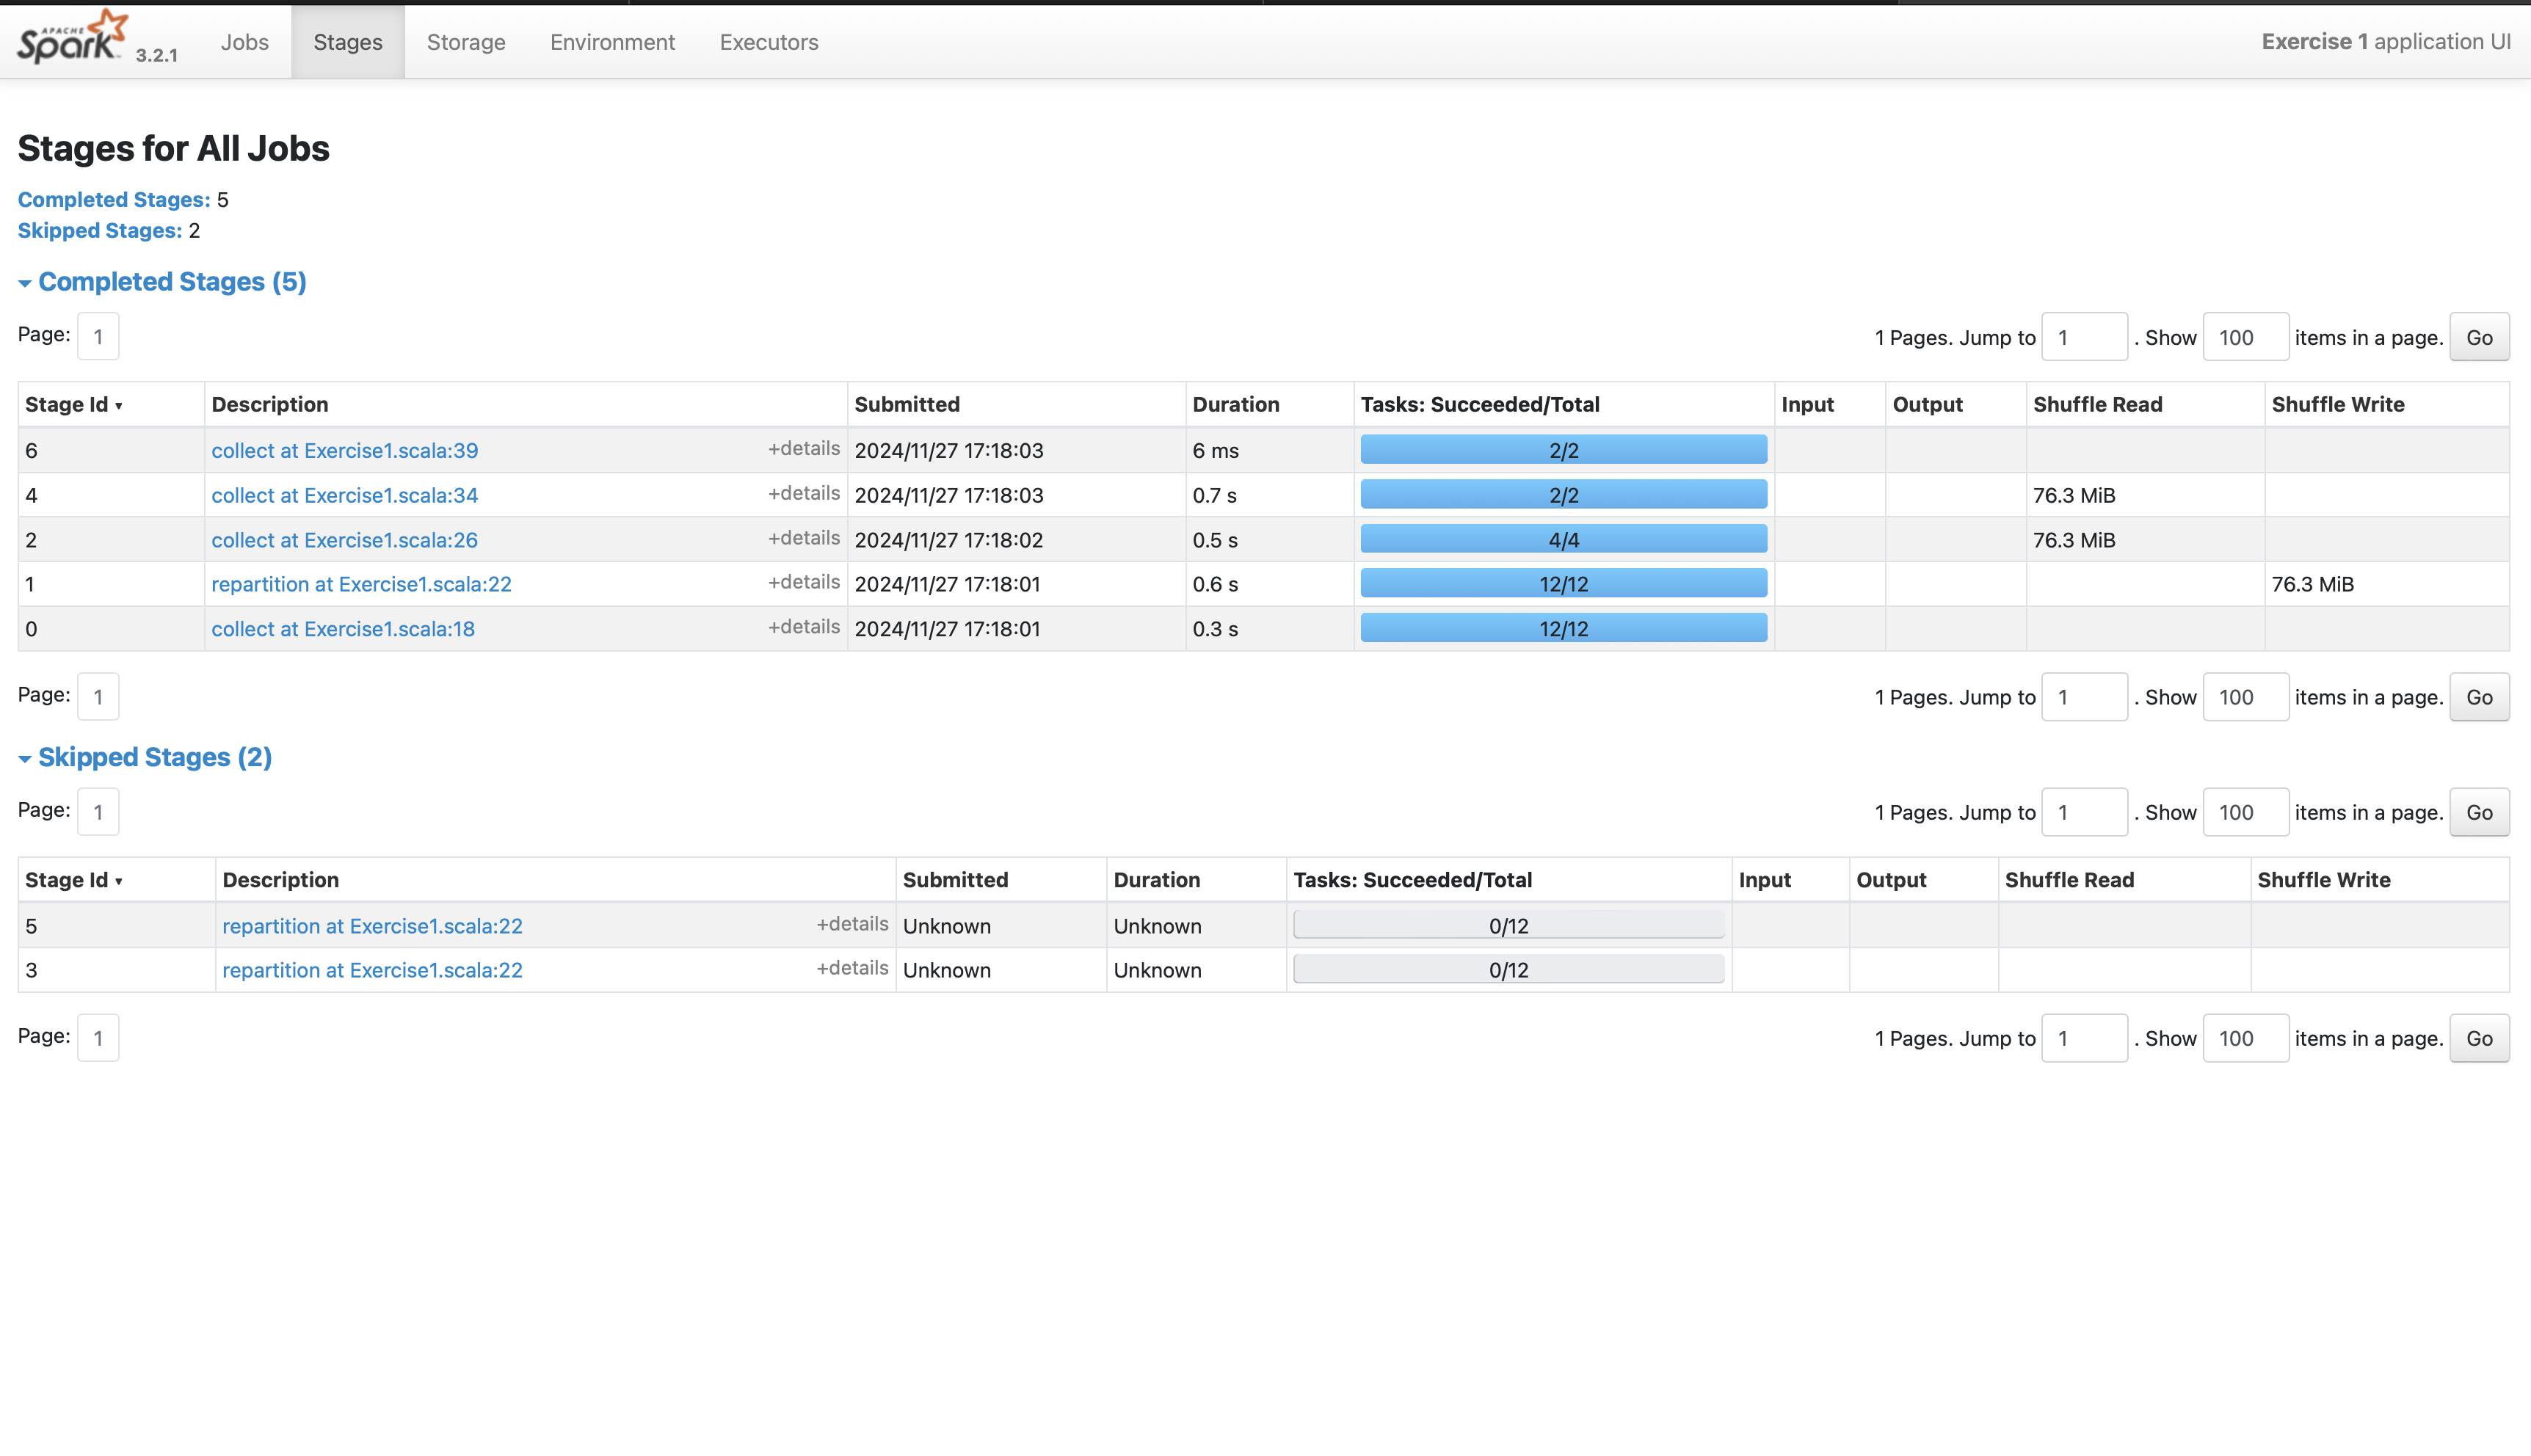 APACHE Spark 3.2.1 Jobs Stages Storage Environment Executors Exercise 1 application UI
Stages for All Jobs
Completed Stages: 5
Skipped Stages: 2
Completed Stages (5)
Page: 1 1 Pages. Jump to 1 . Show 100 items in a page. Go
Stage Id ▾ Description Submitted Duration Tasks: Succeeded/Total Input Output Shuffle Read Shuffle Write
6 collect at Exercise1.scala:39 +details 2024/11/27 17:18:03 6 ms 2/2
4 collect at Exercise1.scala:34 +details 2024/11/27 17:18:03 0.7 s 2/2 76.3 MiB
2 collect at Exercise1.scala:26 +details 2024/11/27 17:18:02 0.5 s 4/4 76.3 MiB
1 repartition at Exercise1.scala:22 +details 2024/11/27 17:18:01 0.6 s 12/12 76.3 MiB
0 collect at Exercise1.scala:18 +details 2024/11/27 17:18:01 0.3 s 12/12
Page: 1 1 Pages. Jump to 1 . Show 100 items in a page. Go
Skipped Stages (2)
Page: 1 1 Pages. Jump to 1 . Show 100 items in a page. Go
Stage Id ▾ Description Submitted Duration Tasks: Succeeded/Total Input Output Shuffle Read Shuffle Write
5 repartition at Exercise1.scala:22 +details Unknown Unknown 0/12
3 repartition at Exercise1.scala:22 +details Unknown Unknown 0/12
Page: 1 1 Pages. Jump to 1 . Show 100 items in a page. Go